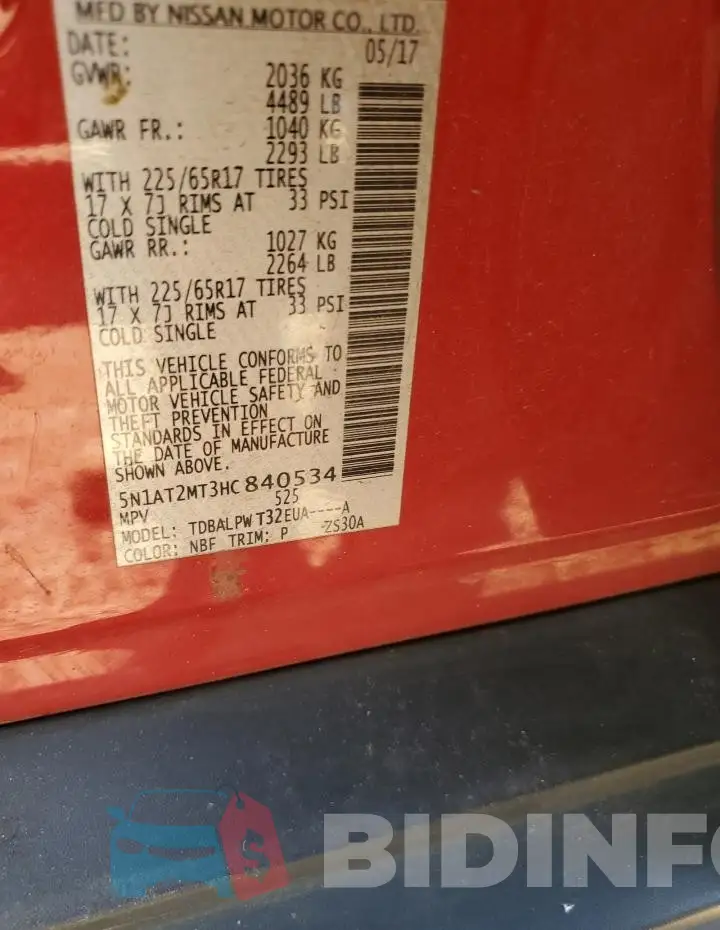 MFD BY NISSAN MOTOR CO., LTD.
DATE: 05/17
GVWR: 2036 KG
4489 LB
GAWR FR.: 1040 KG
2293 LB
WITH 225/65R17 TIRES
17 X 7J RIMS AT 33 PSI
COLD SINGLE
GAWR RR.: 1027 KG
2264 LB
WITH 225/65R17 TIRES
17 X 7J RIMS AT 33 PSI
COLD SINGLE
THIS VEHICLE CONFORMS TO
ALL APPLICABLE FEDERAL
MOTOR VEHICLE SAFETY AND
THEFT PREVENTION
STANDARDS IN EFFECT ON
THE DATE OF MANUFACTURE
SHOWN ABOVE.
5N1AT2MT3HC840534
MPV 525
MODEL: TDBALPWT32EUA----A
COLOR: NBF TRIM: P -ZS30A
$ BIDINFO